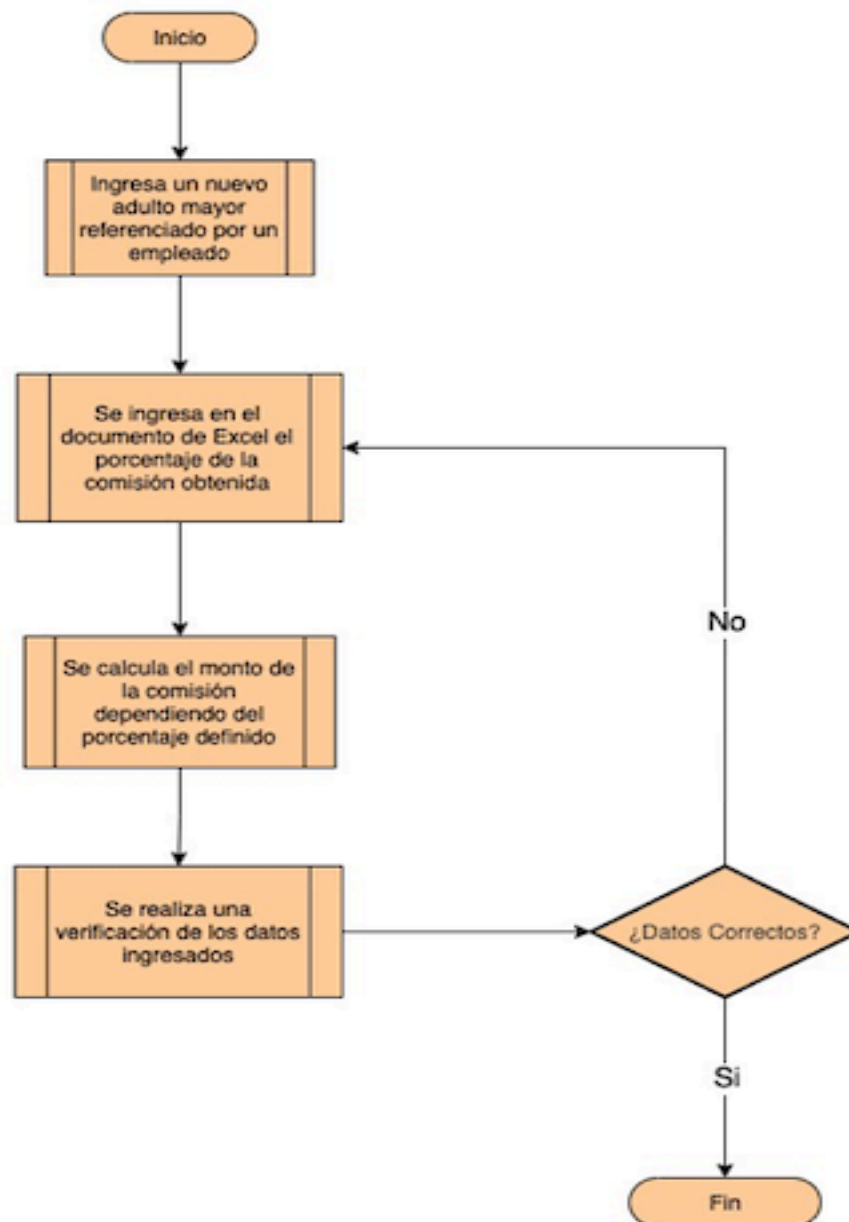 Inicio
Ingresa un nuevo
adulto mayor
referenciado por un
empleado
Se ingresa en el
documento de Excel el
porcentaje de la
comisión obtenida
Se calcula el monto de
la comisión
dependiendo del
porcentaje definido
Se realiza una
verificación de los datos
ingresados
¿Datos Correctos?
No
Si
Fin